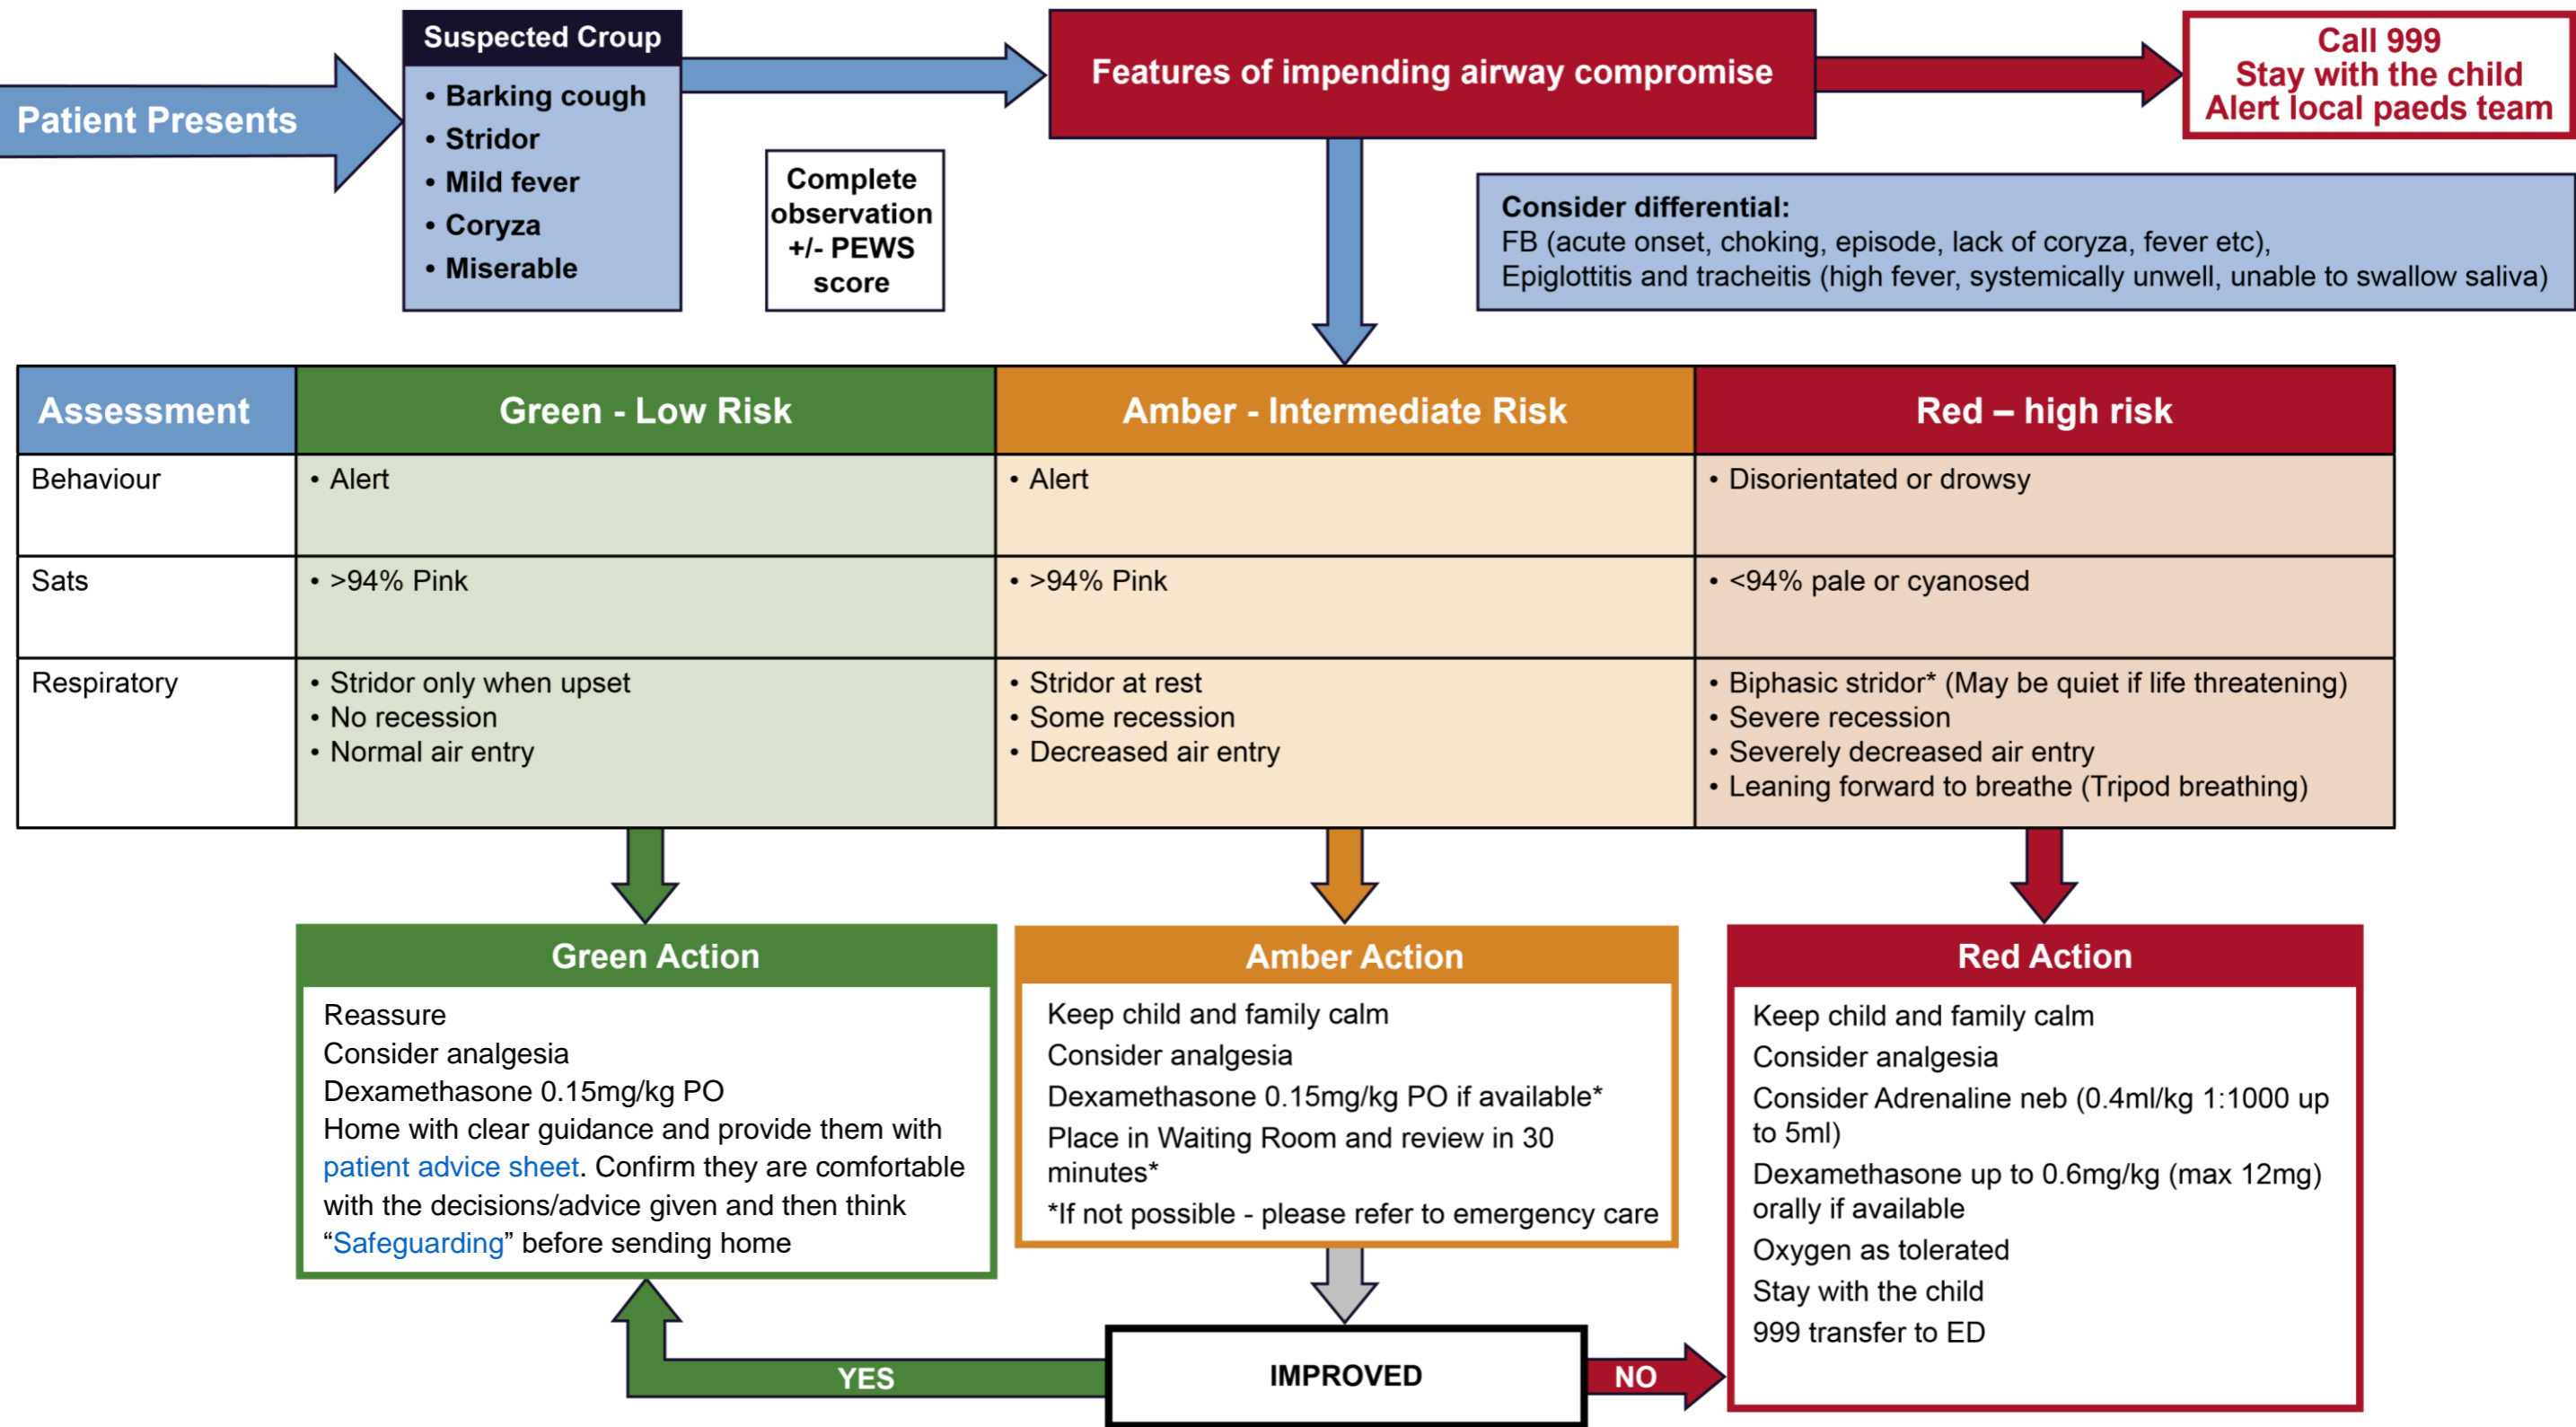 Patient Presents
Suspected Croup
• Barking cough
• Stridor
• Mild fever
• Coryza
• Miserable
Complete
observation
+/- PEWS
score
Features of impending airway compromise
Call 999
Stay with the child
Alert local paeds team
Consider differential:
FB (acute onset, choking, episode, lack of coryza, fever etc),
Epiglottitis and tracheitis (high fever, systemically unwell, unable to swallow saliva)
Assessment
Green - Low Risk
Amber - Intermediate Risk
Red – high risk
Behaviour
• Alert
• Alert
• Disorientated or drowsy
Sats
• >94% Pink
• >94% Pink
• <94% pale or cyanosed
Respiratory
• Stridor only when upset
• No recession
• Normal air entry
• Stridor at rest
• Some recession
• Decreased air entry
• Biphasic stridor* (May be quiet if life threatening)
• Severe recession
• Severely decreased air entry
• Leaning forward to breathe (Tripod breathing)
Green Action
Reassure
Consider analgesia
Dexamethasone 0.15mg/kg PO
Home with clear guidance and provide them with
patient advice sheet. Confirm they are comfortable
with the decisions/advice given and then think
“Safeguarding” before sending home
Amber Action
Keep child and family calm
Consider analgesia
Dexamethasone 0.15mg/kg PO if available*
Place in Waiting Room and review in 30
minutes*
*If not possible - please refer to emergency care
Red Action
Keep child and family calm
Consider analgesia
Consider Adrenaline neb (0.4ml/kg 1:1000 up
to 5ml)
Dexamethasone up to 0.6mg/kg (max 12mg)
orally if available
Oxygen as tolerated
Stay with the child
999 transfer to ED
YES
IMPROVED
NO